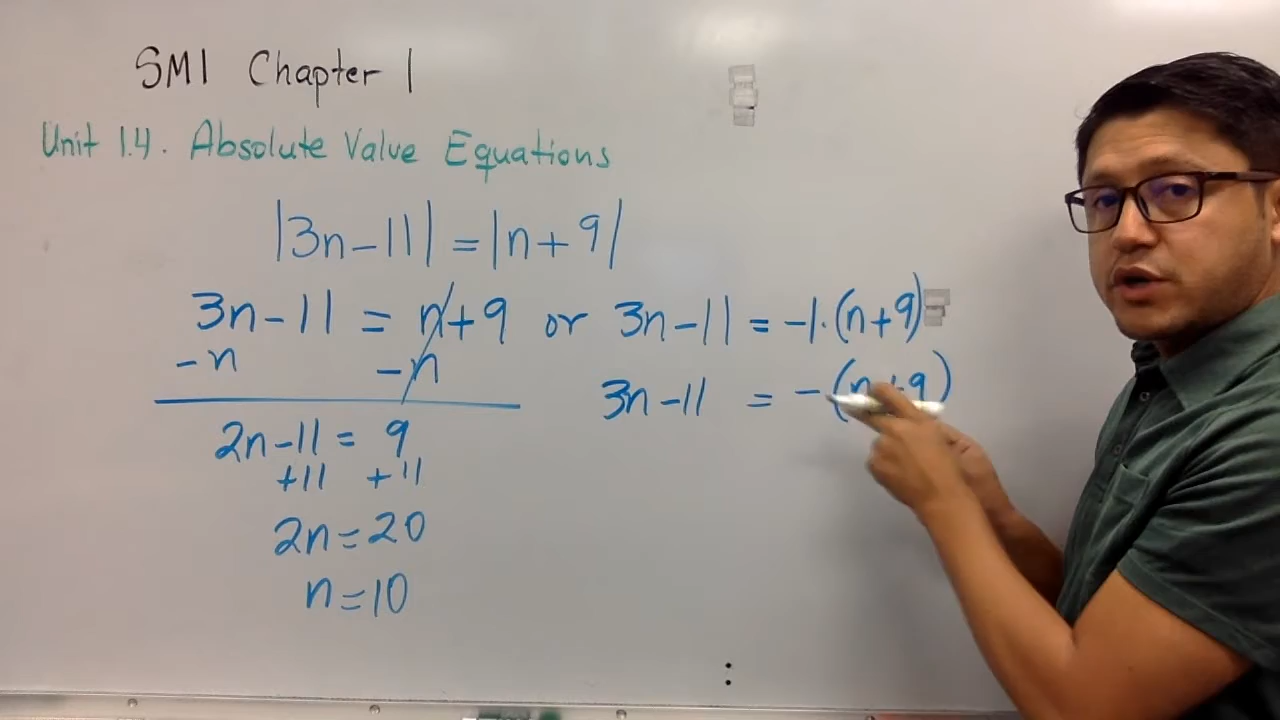 SM1 Chapter 1
Unit 1.4. Absolute Value Equations
|3n-11| = |n+9|
3n-11 = n+9 or 3n-11 = -1·(n+9)
-n -n
3n-11 = -(n+9)
2n-11 = 9
+11 +11
2n=20
n=10